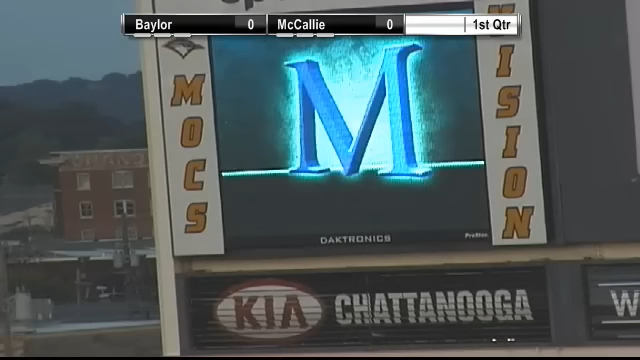 Baylor 0 McCallie 0 1st Qtr
MOCS
VISION
M
DAKTRONICS
KIA CHATTANOOGA
W